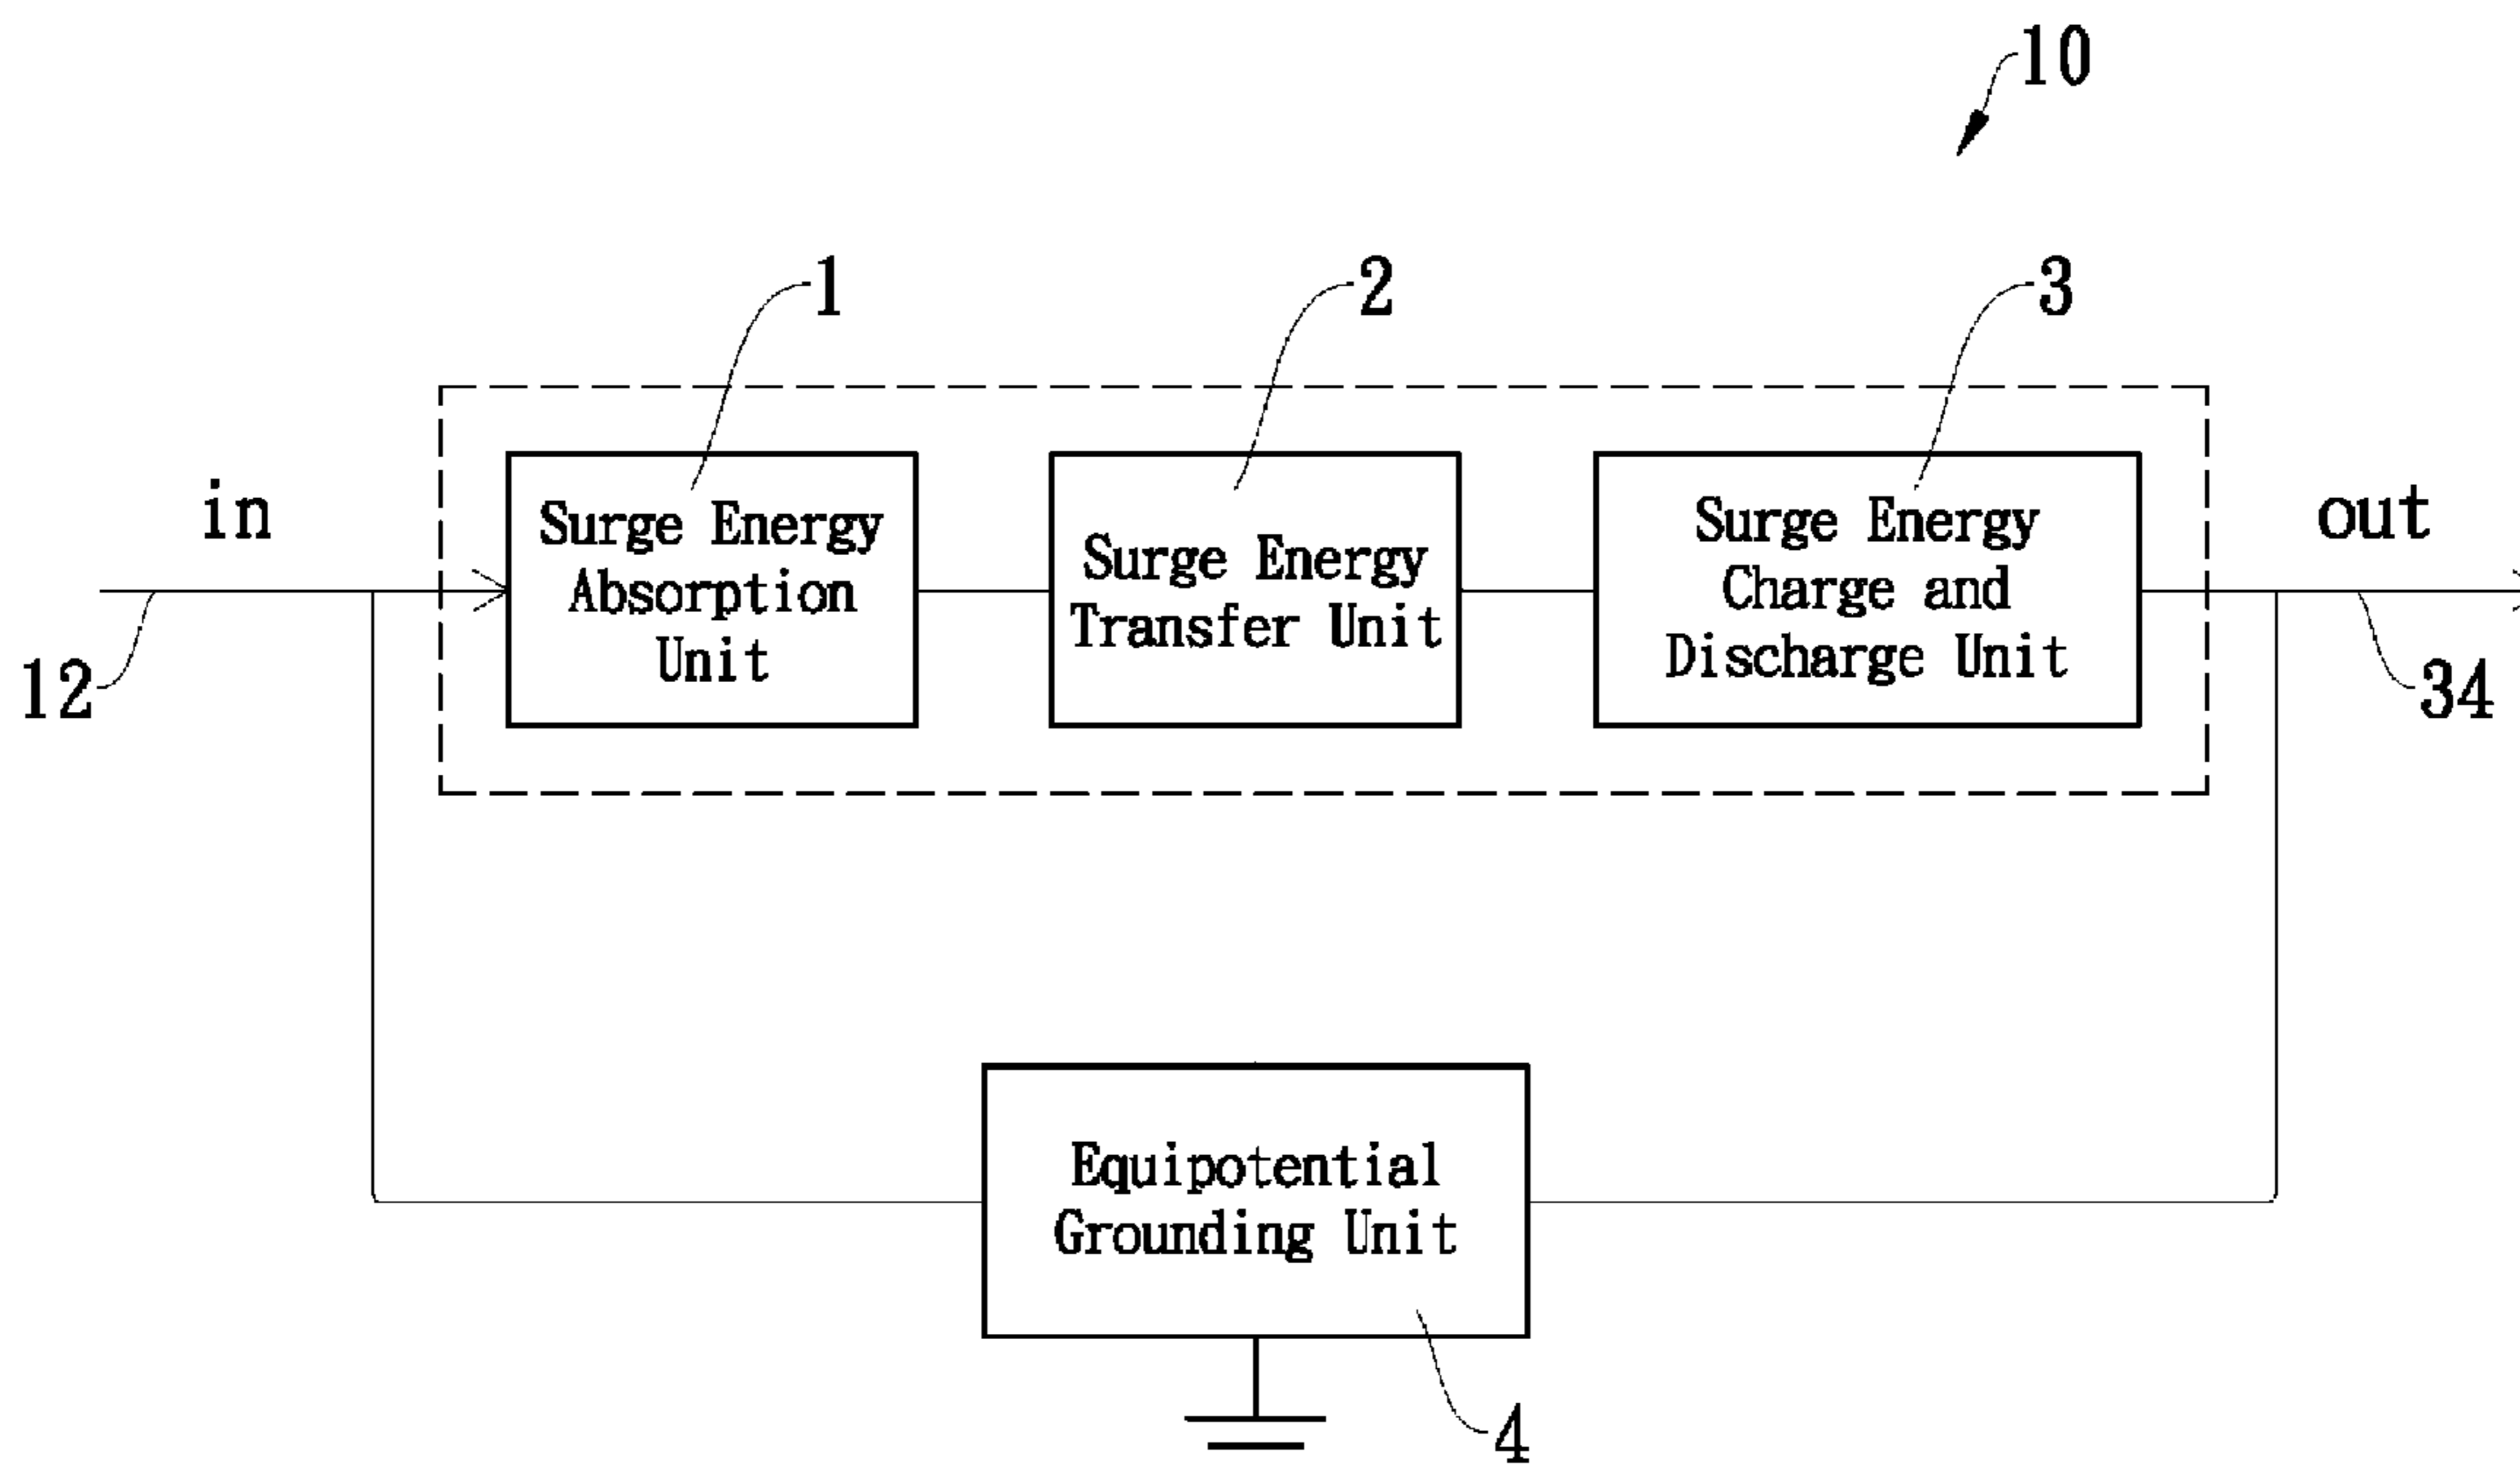 10
1
2
3
in
Surge Energy
Absorption
Unit
Surge Energy
Transfer Unit
Surge Energy
Charge and
Discharge Unit
out
12
34
Equipotential
Grounding Unit
4